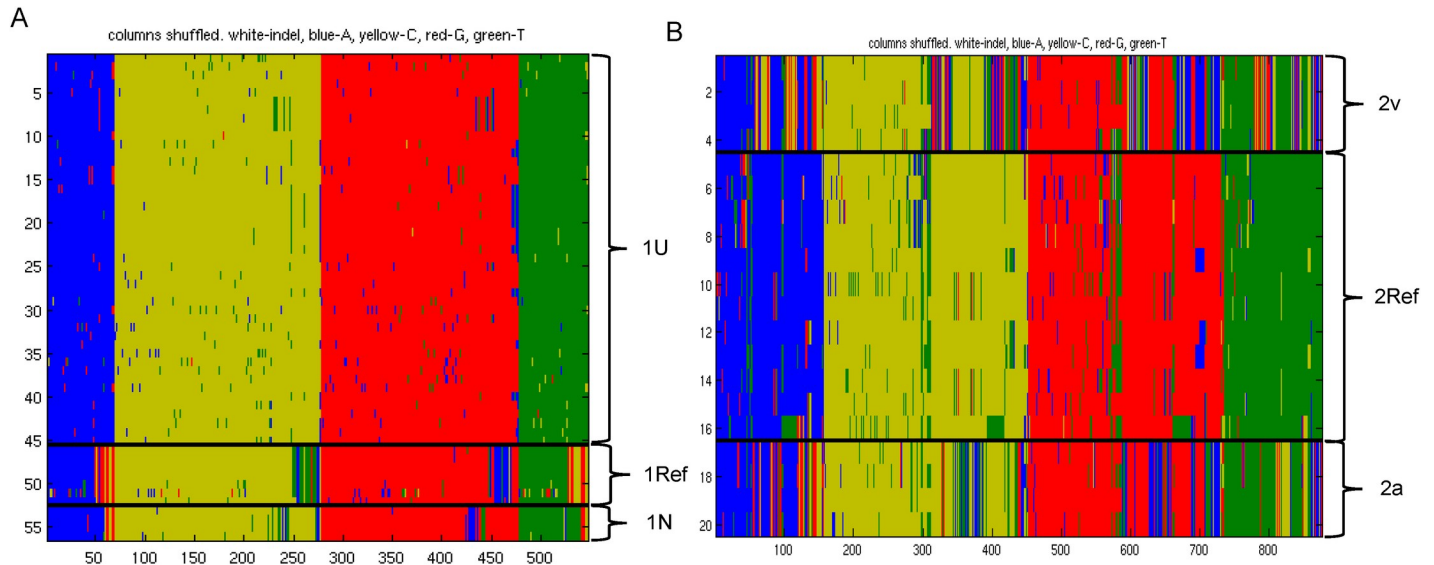 A
columns shuffled. white-indel, blue-A, yellow-C, red-G, green-T
5
10
15
20
25
30
35
40
45
50
55
50 100 150 200 250 300 350 400 450 500
1U
1Ref
1N
B
columns shuffled. white-indel, blue-A, yellow-C, red-G, green-T
2
4
6
8
10
12
14
16
18
20
100 200 300 400 500 600 700 800
2v
2Ref
2a